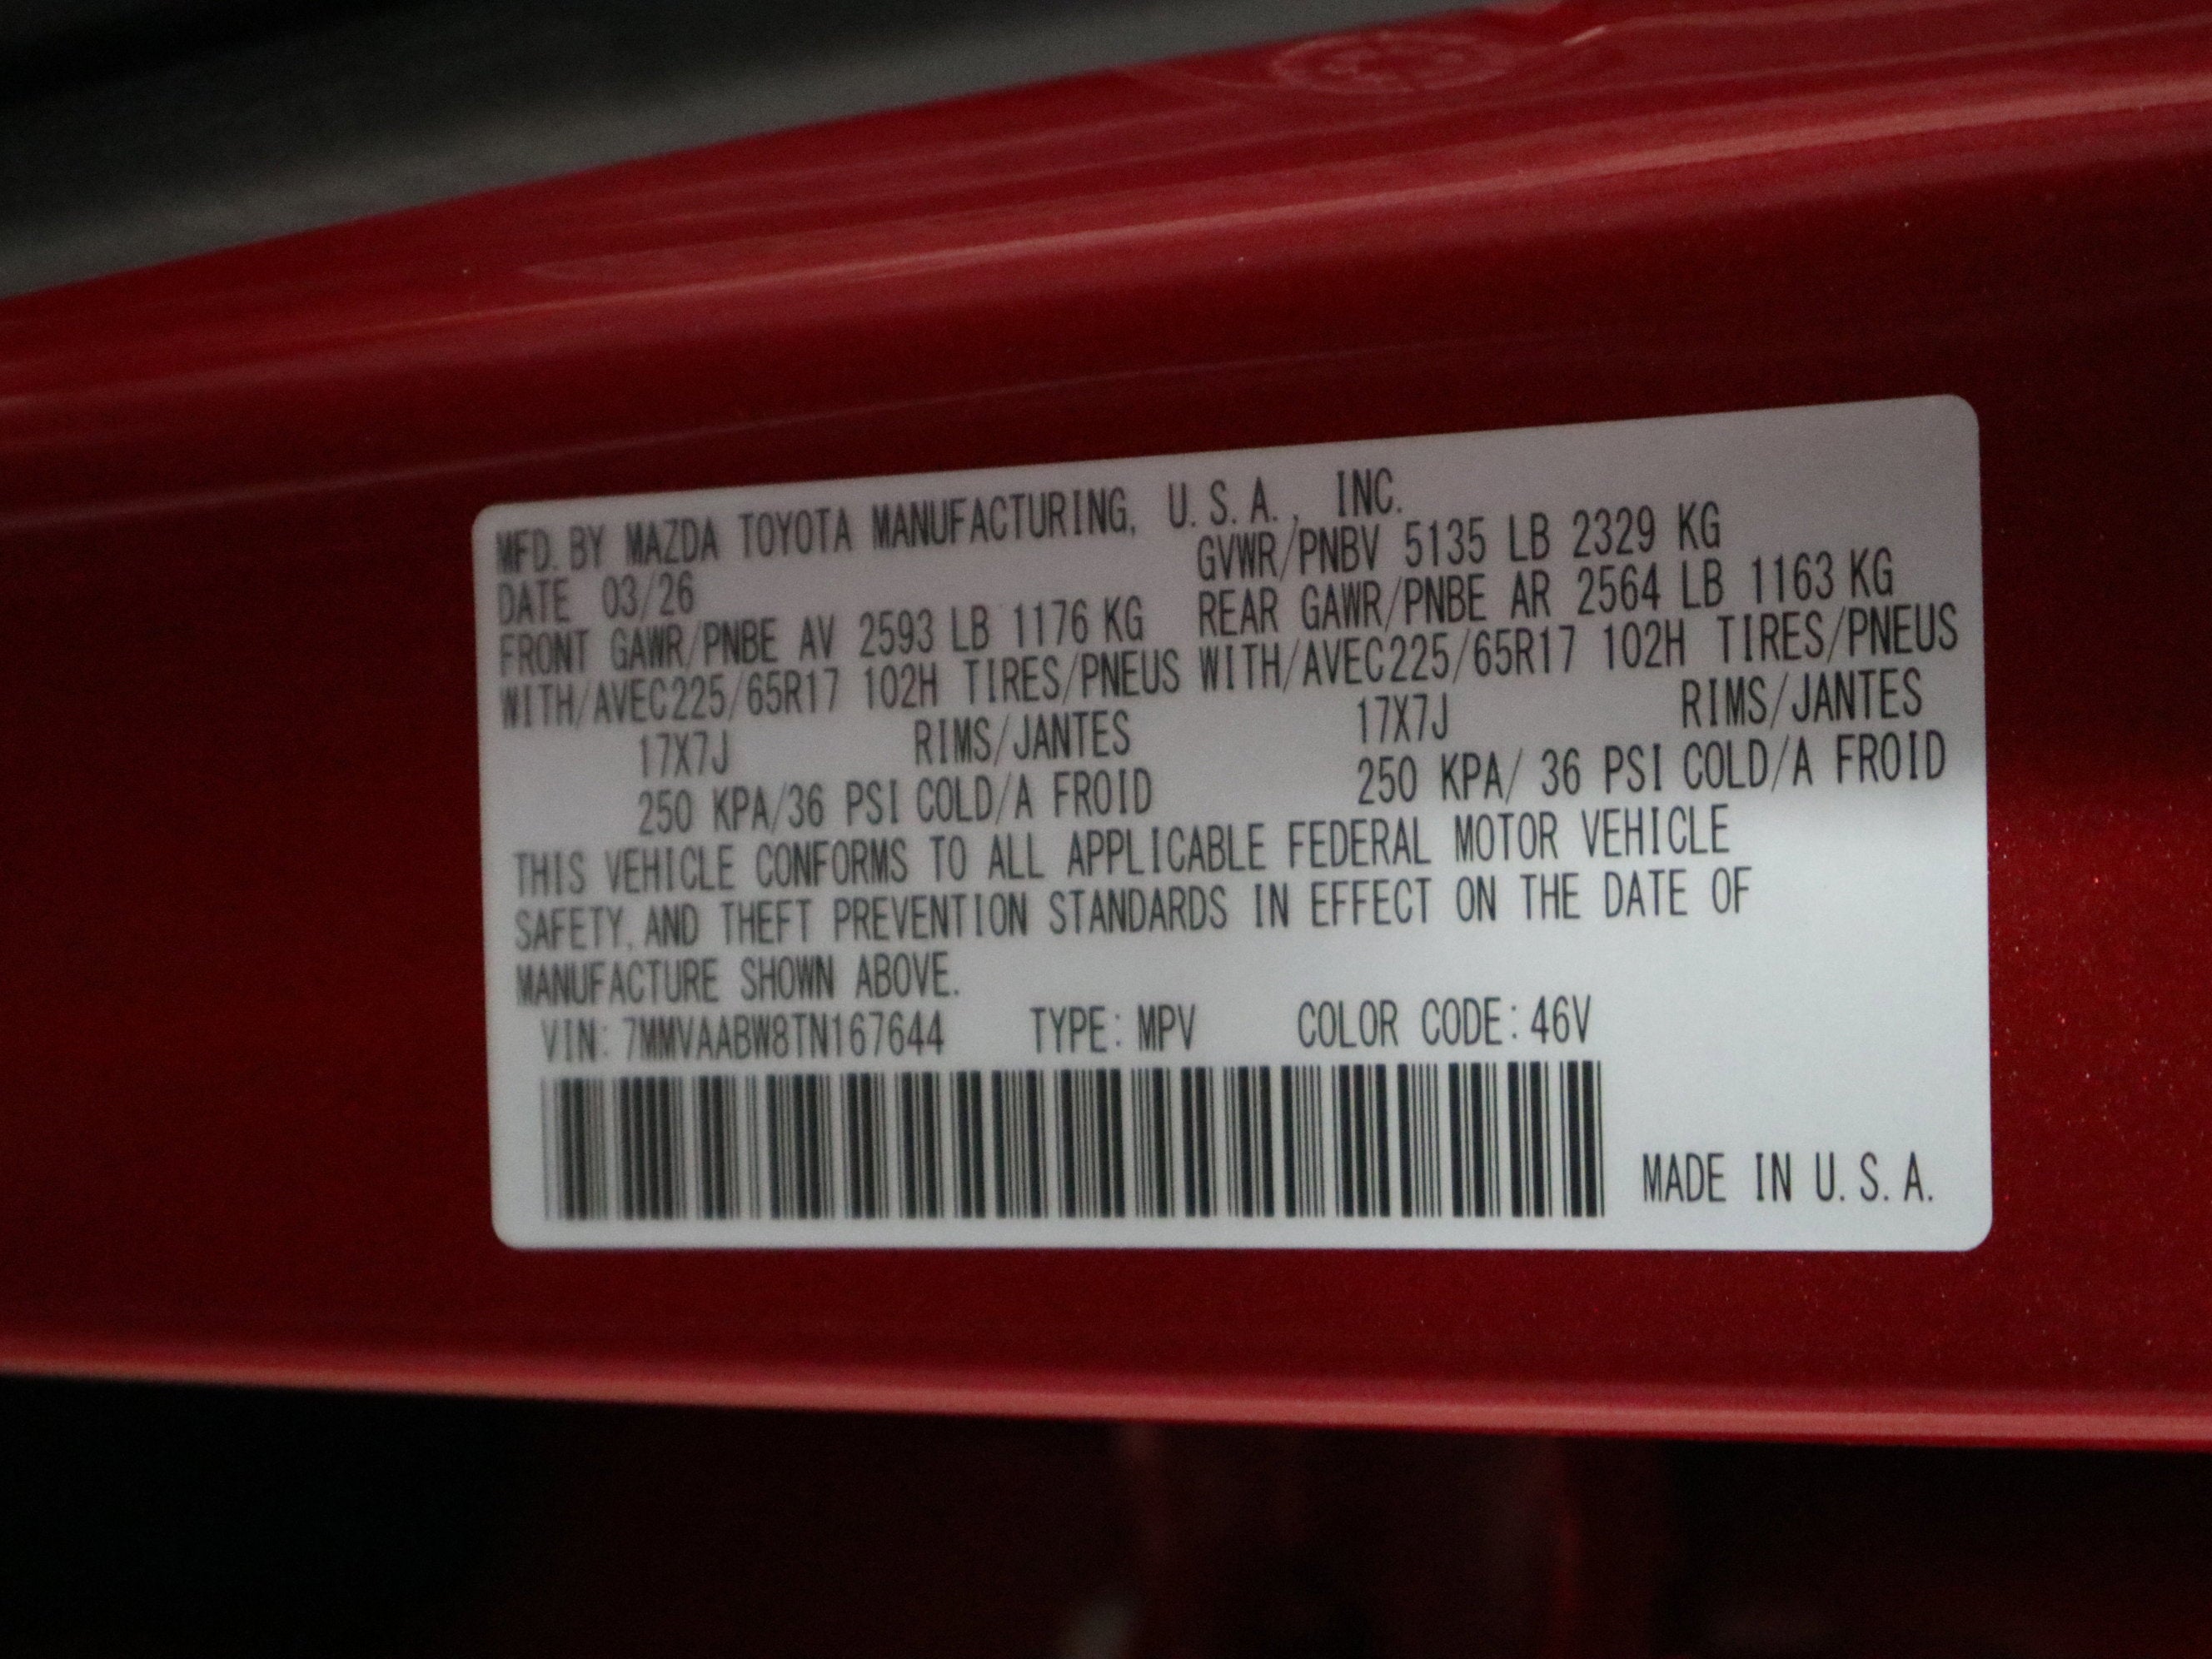 MFD. BY MAZDA TOYOTA MANUFACTURING, U.S.A., INC.
DATE 03/26 GVWR/PNBV 5135 LB 2329 KG
FRONT GAWR/PNBE AV 2593 LB 1176 KG REAR GAWR/PNBE AR 2564 LB 1163 KG
WITH/AVEC225/65R17 102H TIRES/PNEUS WITH/AVEC225/65R17 102H TIRES/PNEUS
17X7J RIMS/JANTES 17X7J RIMS/JANTES
250 KPA/36 PSI COLD/A FROID 250 KPA/ 36 PSI COLD/A FROID
THIS VEHICLE CONFORMS TO ALL APPLICABLE FEDERAL MOTOR VEHICLE
SAFETY, AND THEFT PREVENTION STANDARDS IN EFFECT ON THE DATE OF
MANUFACTURE SHOWN ABOVE.
VIN: 7MMVAABW8TN167644 TYPE: MPV COLOR CODE: 46V
MADE IN U.S.A.